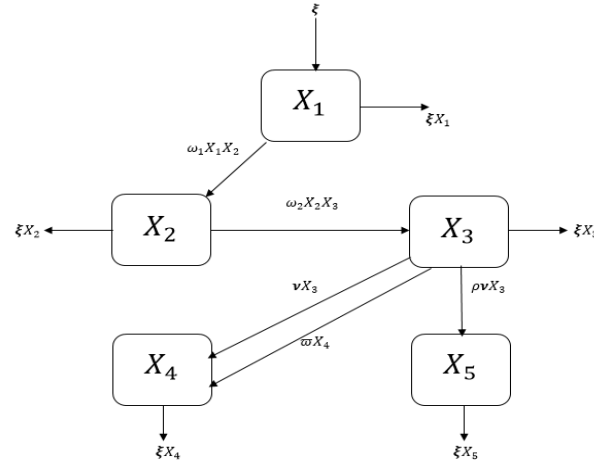 ξ
X₁
ξX₁
ω₁X₁X₂
ξX₂
X₂
ω₂X₂X₃
X₃
νX₃
ρνX₃
ϖX₄
X₄
X₅
ξX₄
ξX₅